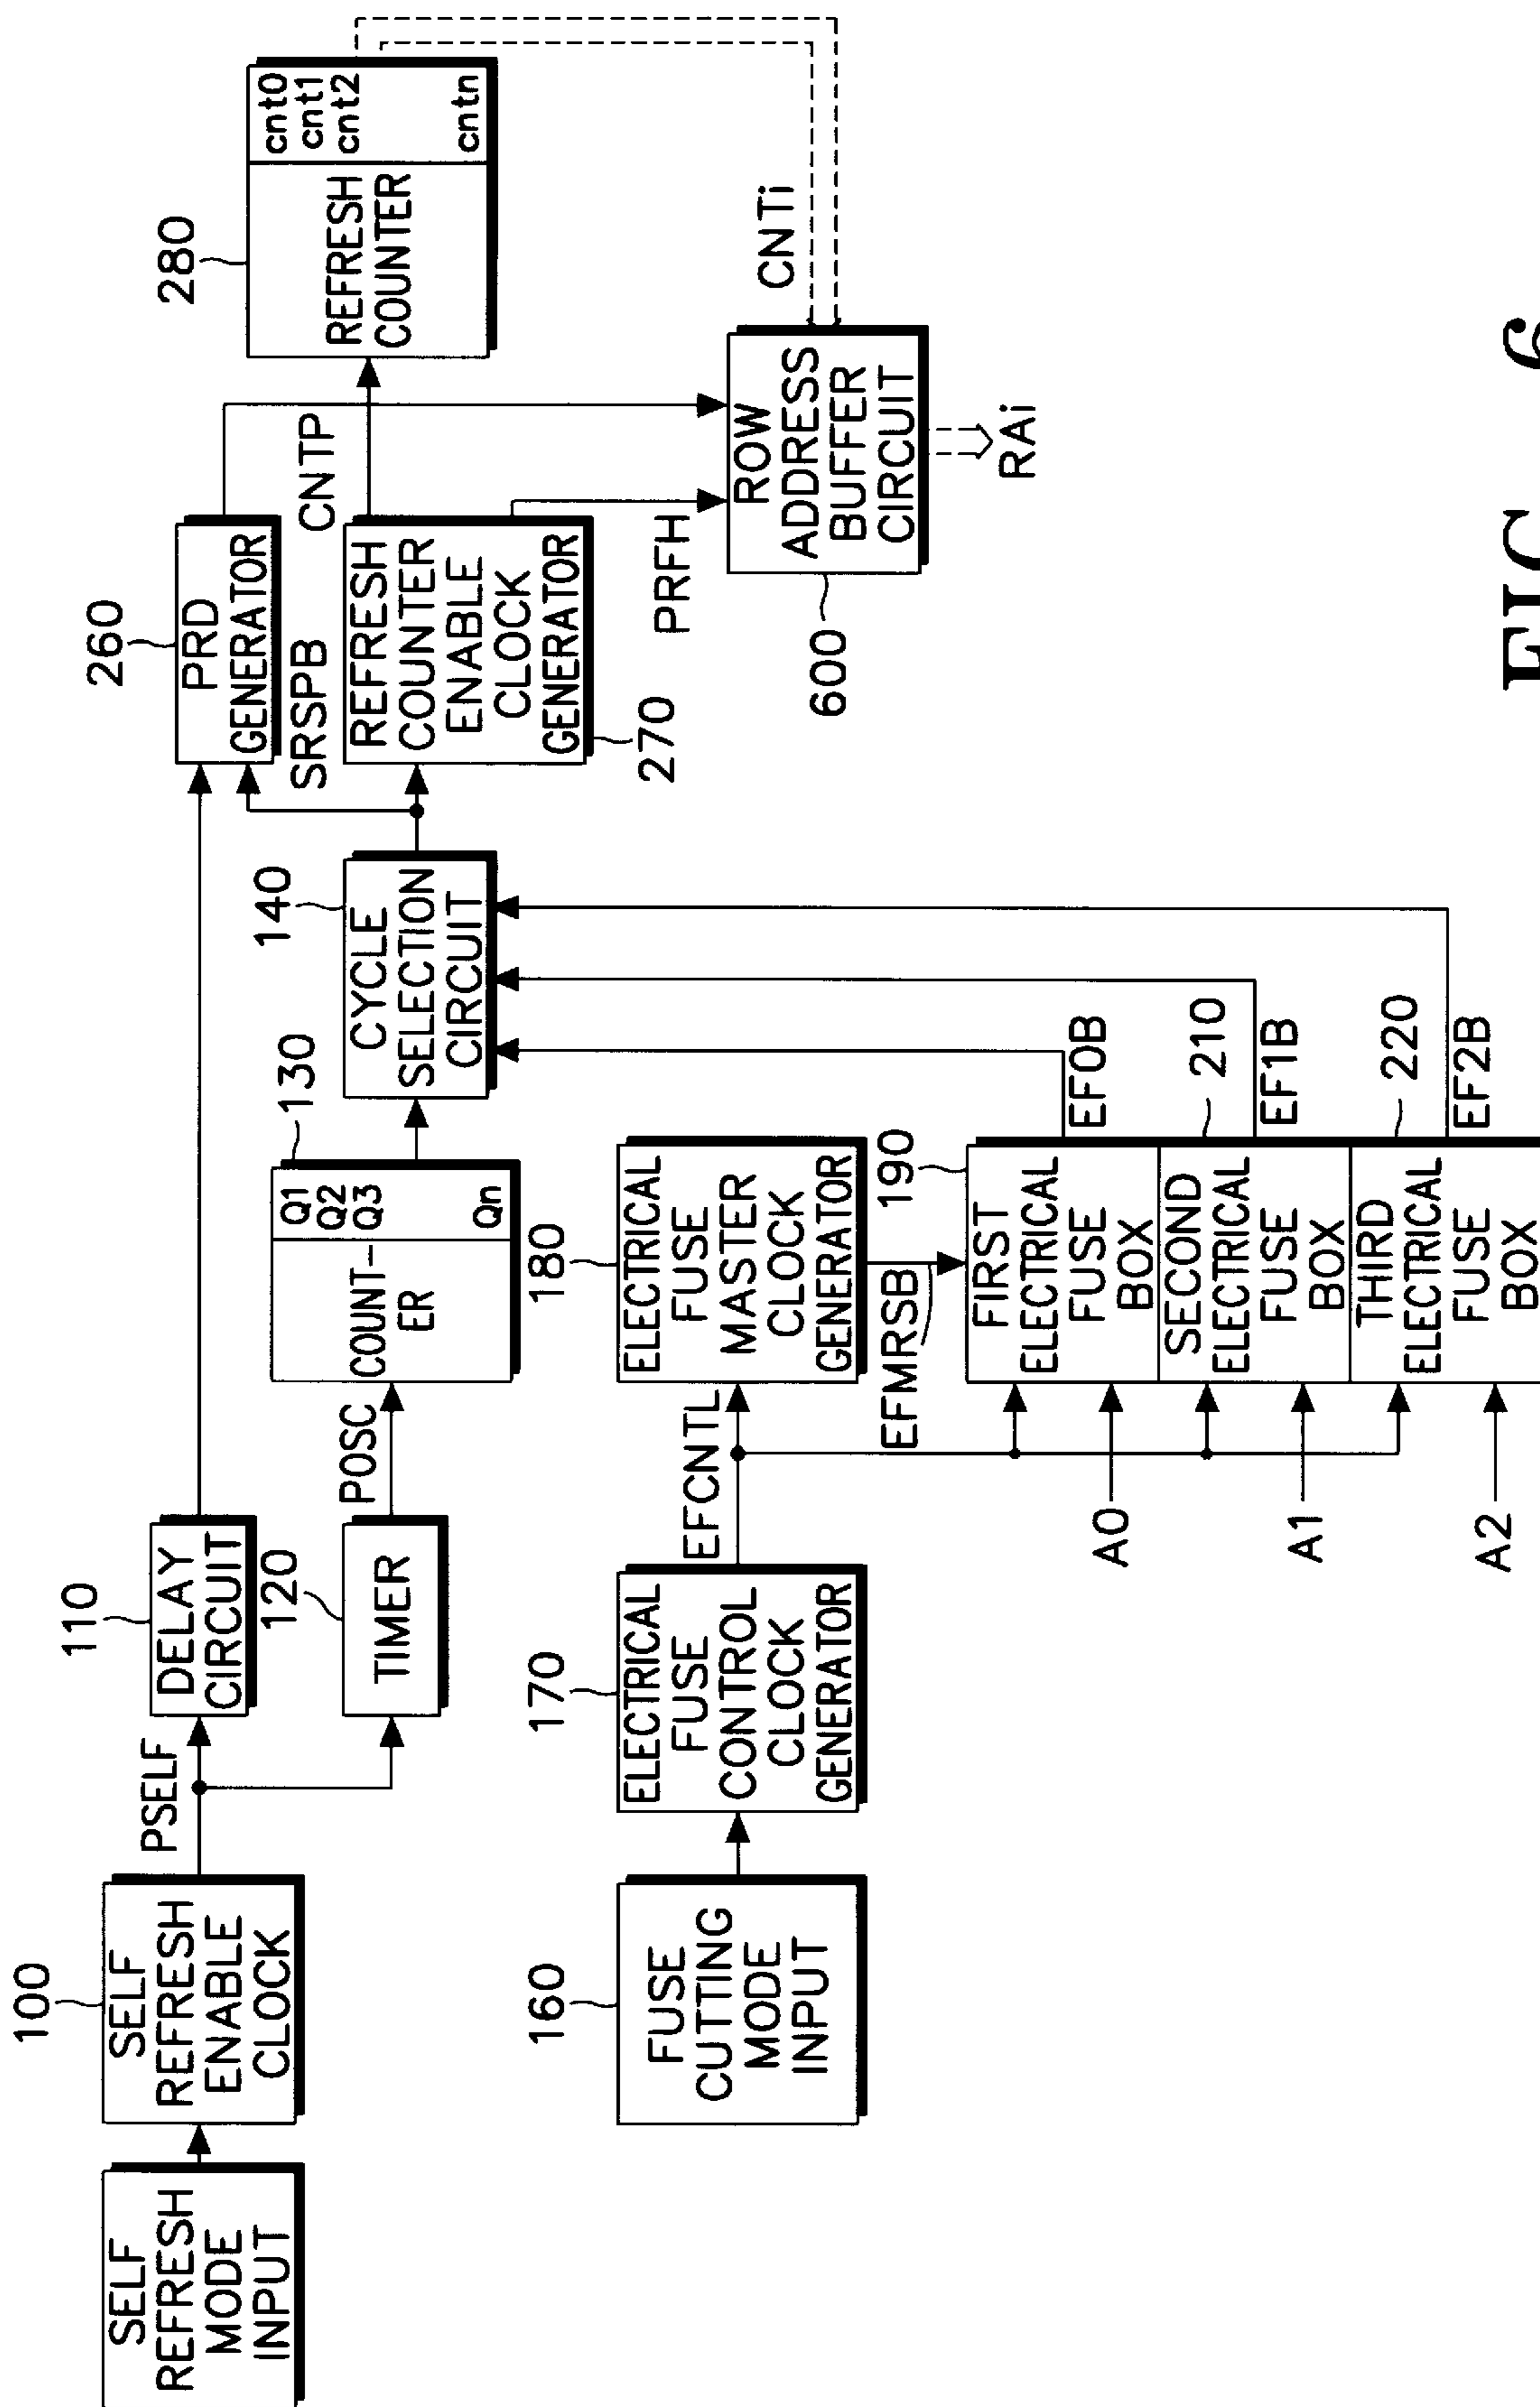 SELF
REFRESH
MODE
INPUT
100
SELF
REFRESH
ENABLE
CLOCK
PSELF
110
DELAY
CIRCUIT
120
TIMER
POSC
130
COUNT-
ER
Q1
Q2
Q3
Qn
140
CYCLE
SELECTION
CIRCUIT
260
PRD
GENERATOR
SRSPB
REFRESH
COUNTER
ENABLE
CLOCK
GENERATOR
270
CNTP
PRFH
280
REFRESH
COUNTER
cnt0
cnt1
cnt2
cntn
CNTi
600
ROW
ADDRESS
BUFFER
CIRCUIT
RAi
160
FUSE
CUTTING
MODE
INPUT
170
ELECTRICAL
FUSE
CONTROL
CLOCK
GENERATOR
EFCNTL
180
ELECTRICAL
FUSE
MASTER
CLOCK
GENERATOR
EFMRSB
190
FIRST
ELECTRICAL
FUSE
BOX
SECOND
ELECTRICAL
FUSE
BOX
THIRD
ELECTRICAL
FUSE
BOX
A0
A1
A2
EF0B
210
EF1B
220
EF2B
FIG. 6